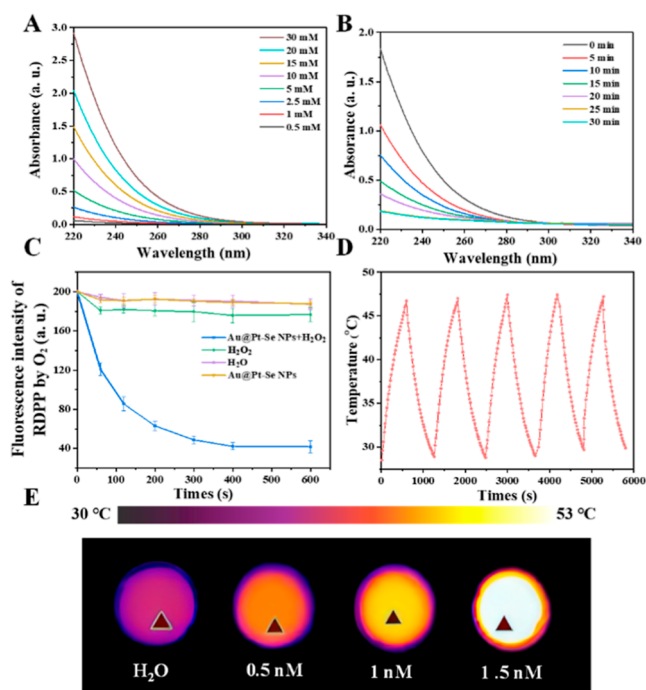 A
B
3.0
2.5
2.0
1.5
1.0
0.5
0.0
Absorbance (a. u.)
30 mM
20 mM
15 mM
10 mM
5 mM
2.5 mM
1 mM
0.5 mM
220 240 260 280 300 320 340
Wavelength (nm)
2.0
1.5
1.0
0.5
0.0
Absorance (a. u.)
0 min
5 min
10 min
15 min
20 min
25 min
30 min
220 240 260 280 300 320 340
Wavelength (nm)
C
D
200
160
120
80
40
Fluorescence intensity of
RDPP by O₂ (a. u.)
Au@Pt-Se NPs+H₂O₂
H₂O₂
H₂O
Au@Pt-Se NPs
0 100 200 300 400 500 600
Times (s)
50
45
40
35
30
Temperature (°C)
0 1000 2000 3000 4000 5000 6000
Times (s)
E
30 °C
53 °C
H₂O
0.5 nM
1 nM
1 .5 nM